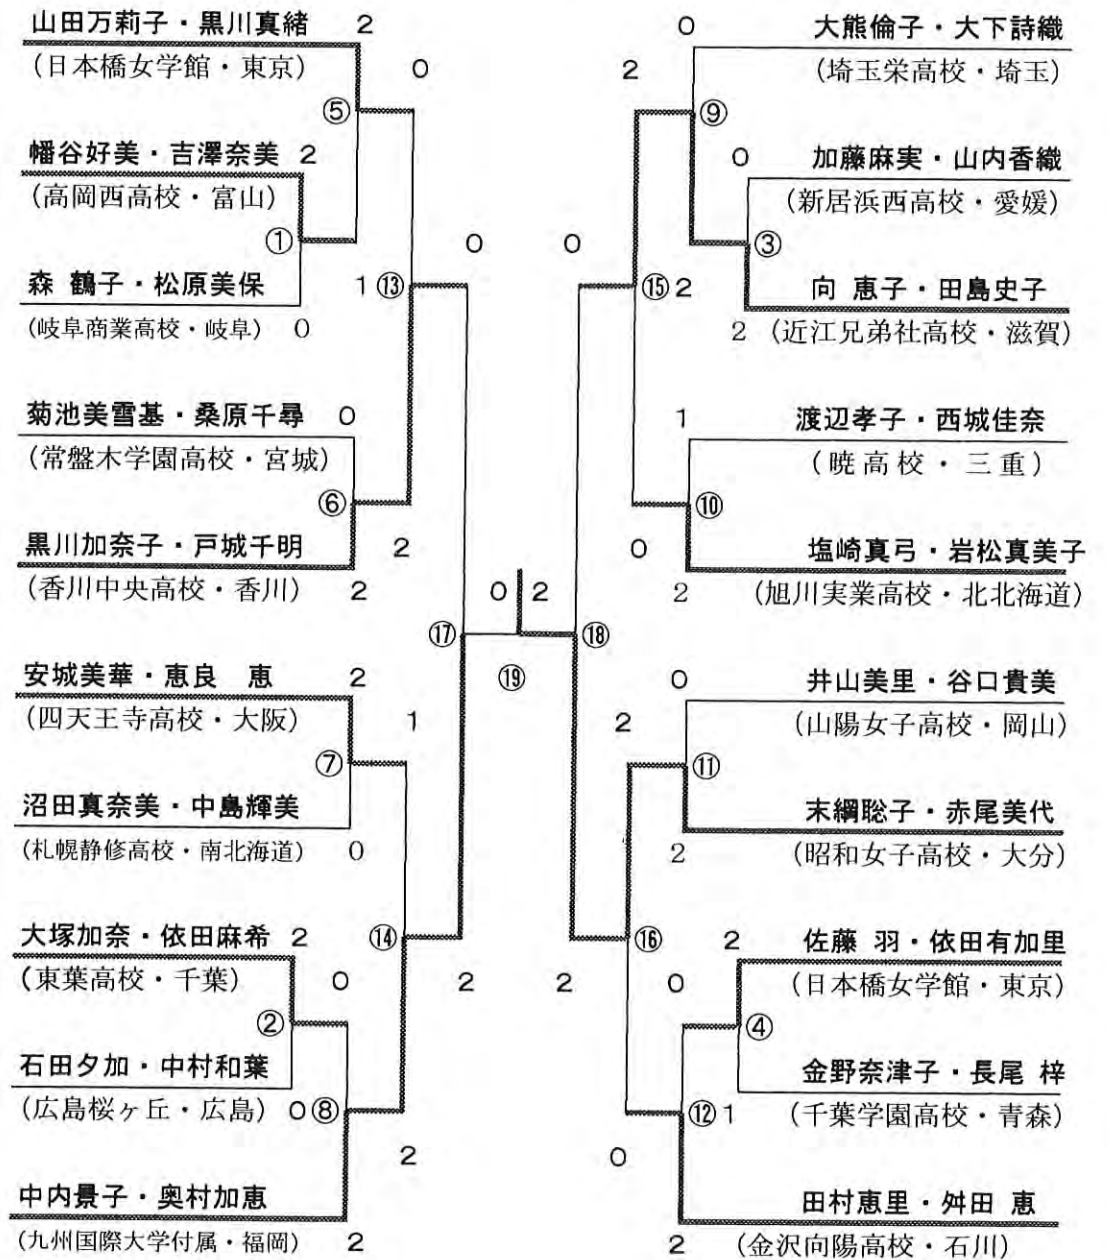 山田万莉子・黒川真緒 2
(日本橋女学館・東京)
0
⑤
幡谷好美・吉澤奈美 2
(高岡西高校・富山)
①
0
森 鶴子・松原美保
1 ⑬
(岐阜商業高校・岐阜) 0
菊池美雪基・桑原千尋 0
(常盤木学園高校・宮城)
⑥
黒川加奈子・戸城千明 2
(香川中央高校・香川) 2
⑰
安城美華・恵良 恵 2
(四天王寺高校・大阪) 1
⑦
沼田真奈美・中島輝美
(札幌静修高校・南北海道) 0
大塚加奈・依田麻希 2 ⑭
(東葉高校・千葉) 0 2
②
石田夕加・中村和葉
(広島桜ヶ丘・広島) 0⑧
2
中内景子・奥村加恵
(九州国際大学付属・福岡) 2
0 2
⑲
0 大熊倫子・大下詩織
2 (埼玉栄高校・埼玉)
⑨
0 加藤麻実・山内香織
(新居浜西高校・愛媛)
0 ③
⑮ 2 向 恵子・田島史子
2 (近江兄弟社高校・滋賀)
1 渡辺孝子・西城佳奈
(暁高校・三重)
⑩
0 塩崎真弓・岩松真美子
2 (旭川実業高校・北北海道)
⑱
0 井山美里・谷口貴美
2 (山陽女子高校・岡山)
⑪
末綱聡子・赤尾美代
2 (昭和女子高校・大分)
⑯ 2 佐藤 羽・依田有加里
2 0 (日本橋女学館・東京)
④
金野奈津子・長尾 梓
⑫ 1 (千葉学園高校・青森)
0
田村恵里・舛田 恵
2 (金沢向陽高校・石川)